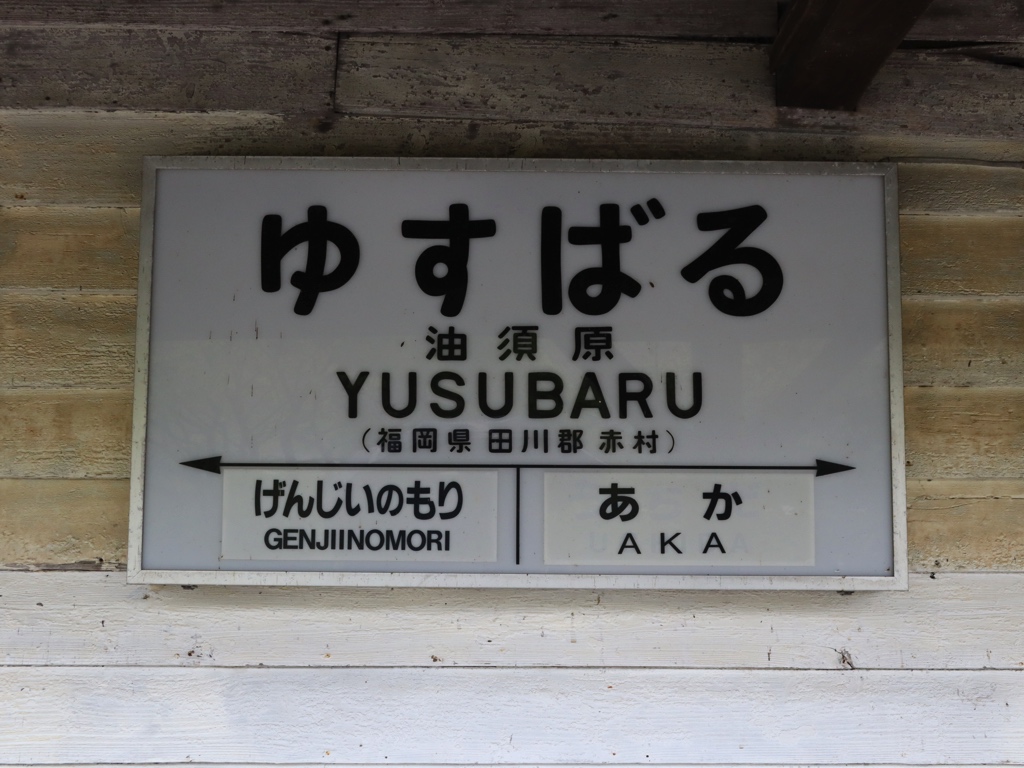 ゆすばる
油須原
YUSUBARU
(福岡県 田川郡 赤村)
げんじいのもり
GENJIINOMORI
あか
AKA